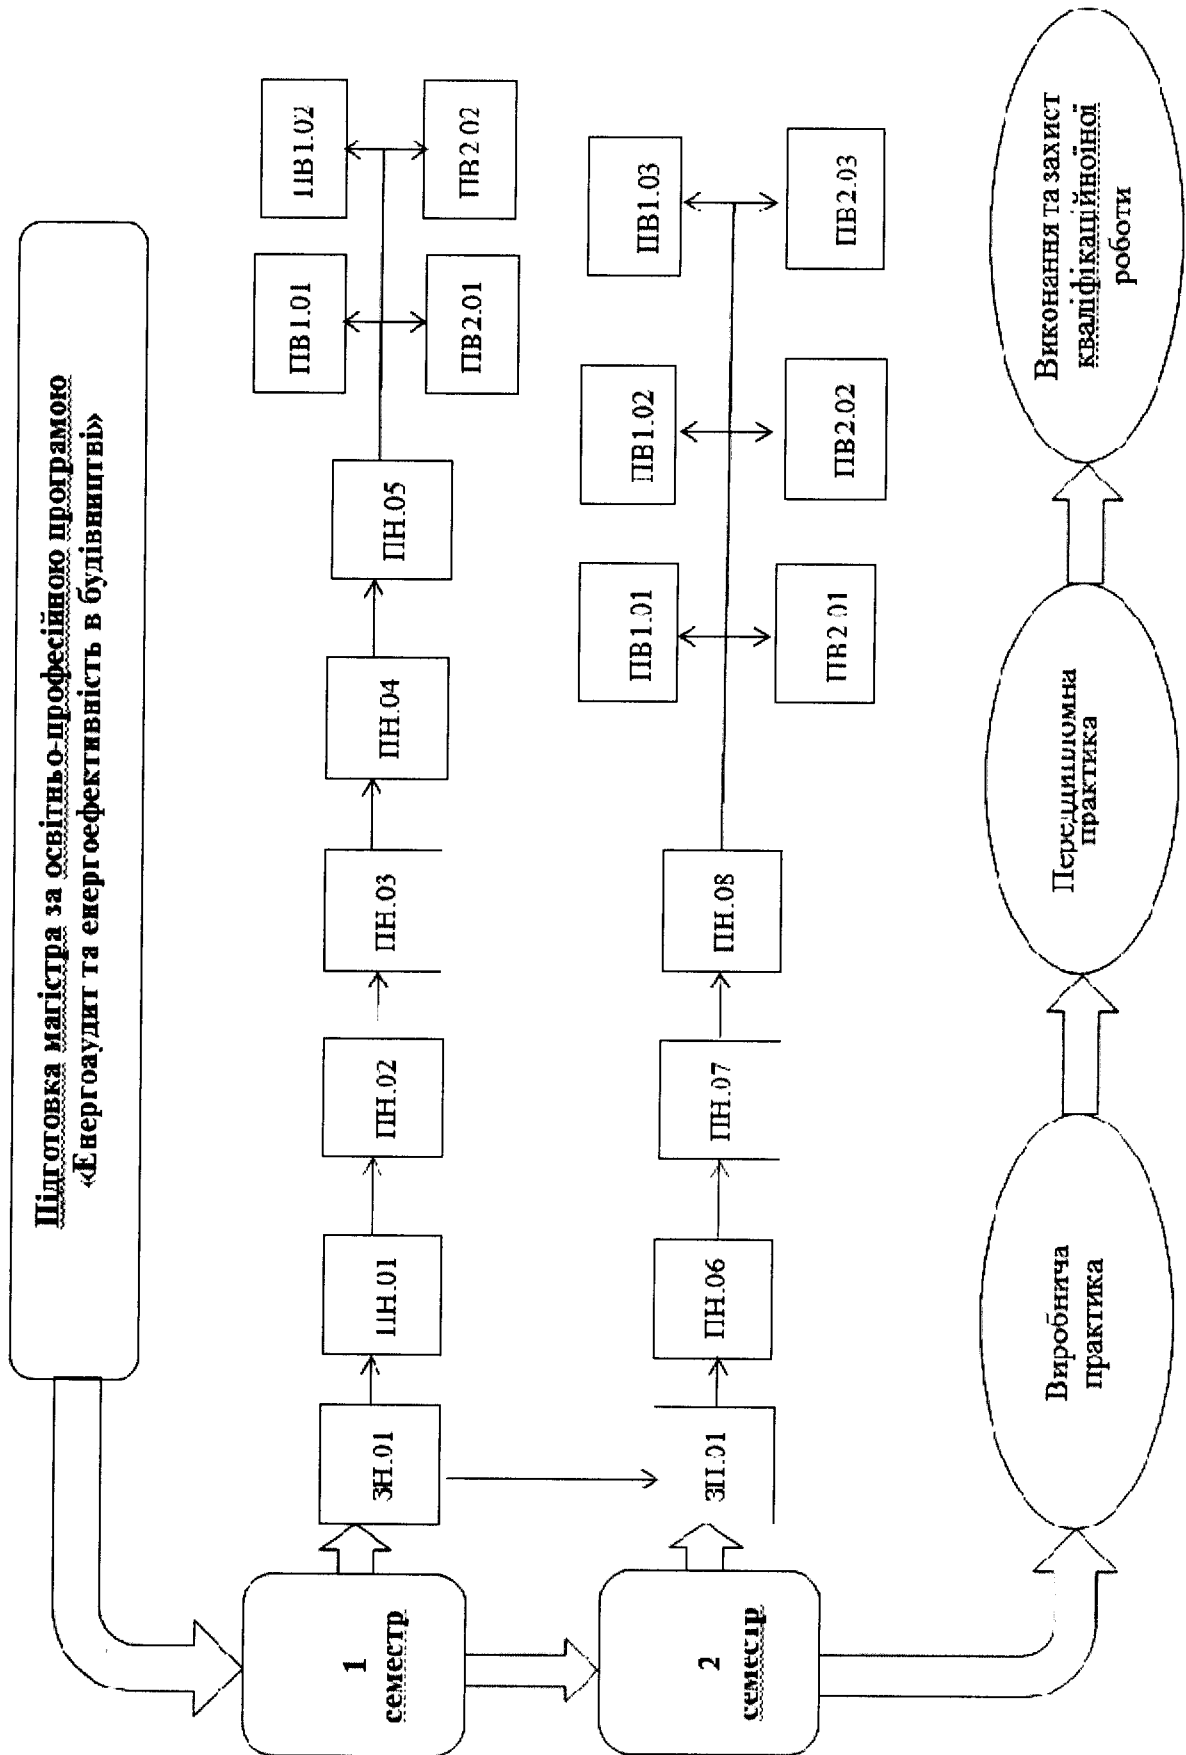 Підготовка магістра за освітньо-професійною програмою
«Енергоаудит та енергоефективність в будівництві»
1
семестр
ЗН.01
ПН.01
ПН.02
ПН.03
ПН.04
ПН.05
ПВ1.01
ПВ2.01
ПВ1.02
ПВ2.02
2
семестр
ЗП.01
ПН.06
ПН.07
ПН.08
ПВ1.01
ПВ2.01
ПВ1.02
ПВ2.02
ПВ1.03
ПВ2.03
Виробнича
практика
Переддипломна
практика
Виконання та захист
кваліфікаційноїної
роботи